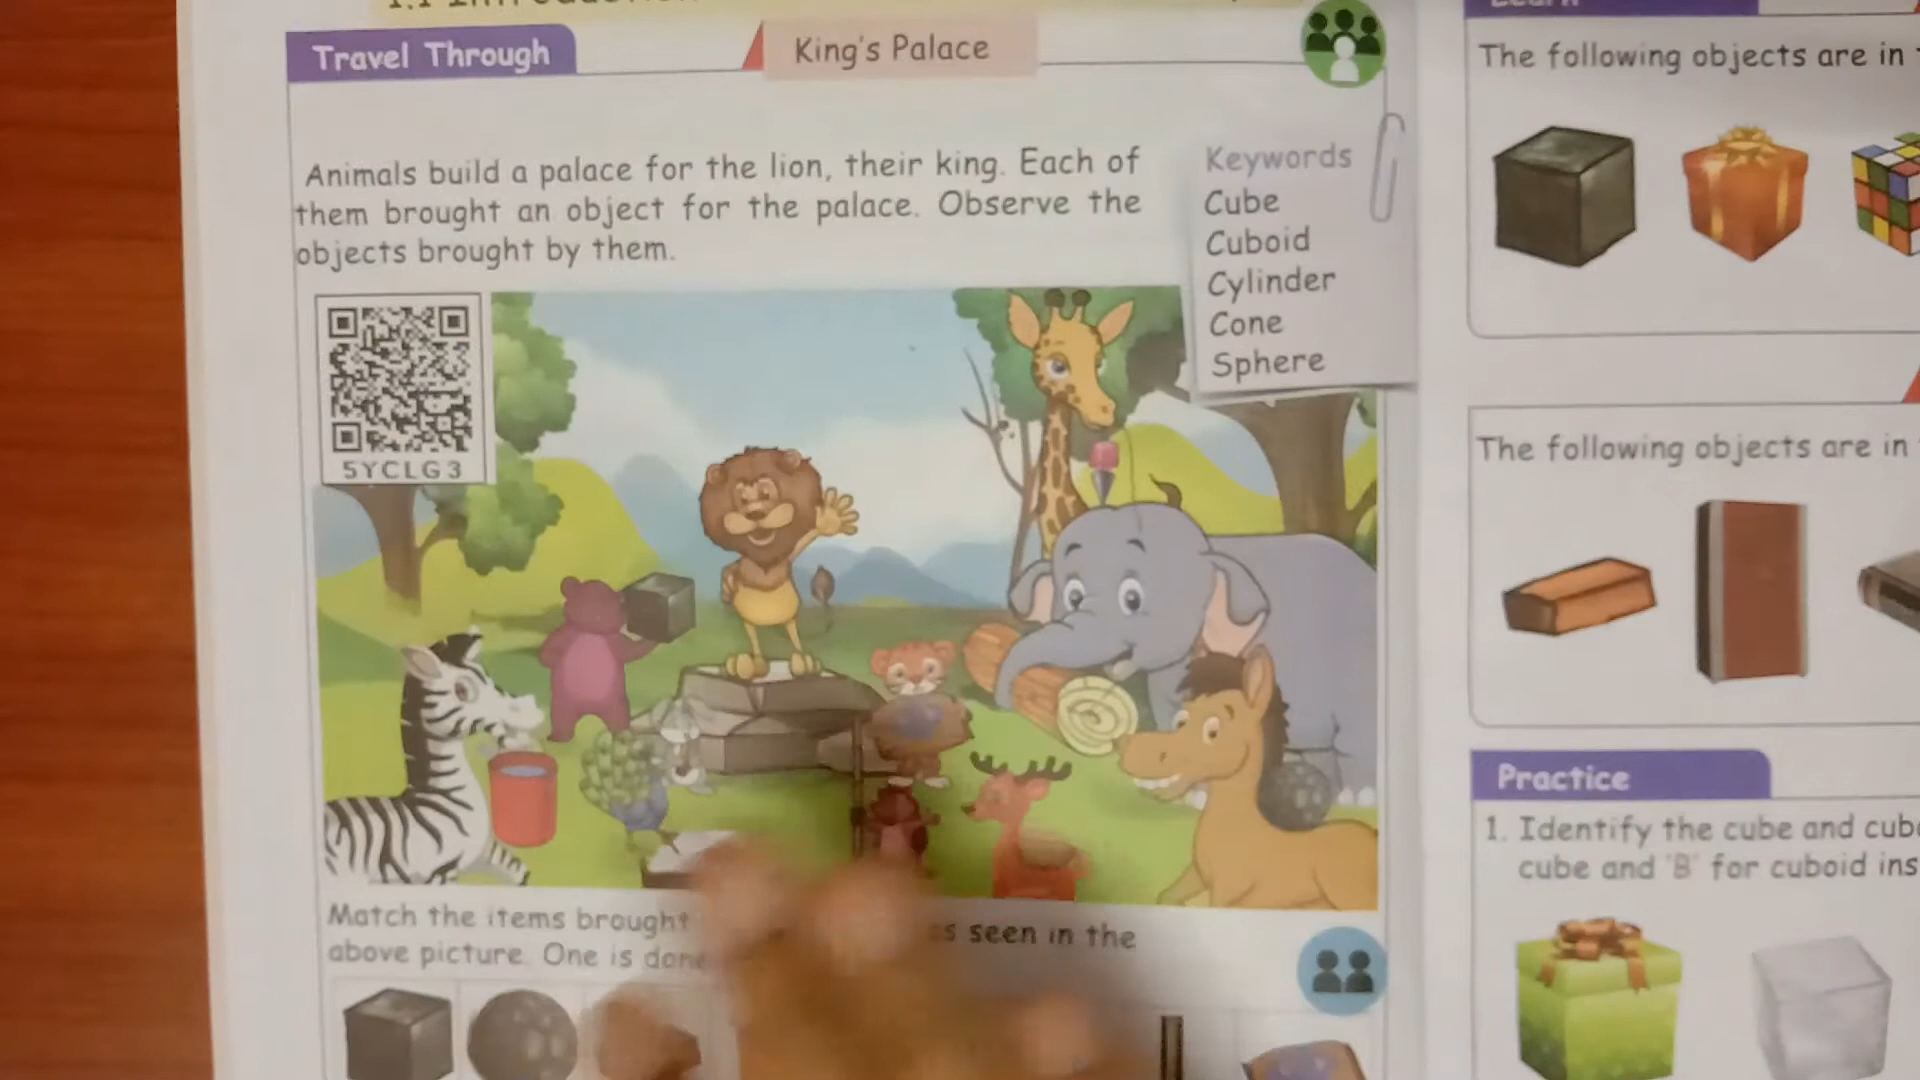 Travel Through
King's Palace
Animals build a palace for the lion, their king. Each of
them brought an object for the palace. Observe the
objects brought by them.
Keywords
Cube
Cuboid
Cylinder
Cone
Sphere
5YCLG3
Match the items brought
s seen in the
above picture. One is done
Learn
The following objects are in
The following objects are in
Practice
1. Identify the cube and cub
cube and 'B' for cuboid ins